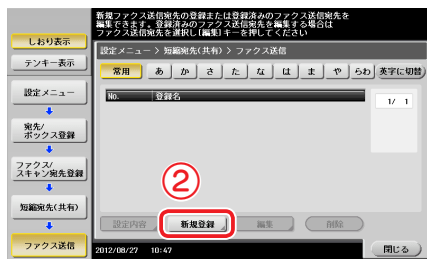 新規ファクス送信宛先の登録または登録済みのファクス送信宛先を
編集できます。登録済みのファクス送信宛先を編集する場合は
ファクス宛先を選択し[編集]キーを押してください
しおり表示
テンキー表示
設定メニュー > 短縮宛先(共有) > ファクス送信
常用 あ か さ た な は ま や らわ 英字に切替
設定メニュー
宛先/
ボックス登録
ファクス/
スキャン宛先登録
短縮宛先(共有)
ファクス送信
No. 登録名
1/ 1
②
設定内容 新規登録 編集 削除
2012/08/27 10:47
閉じる